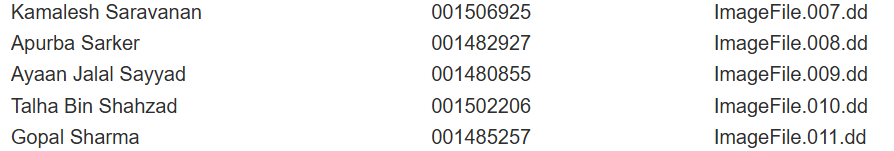 Kamalesh Saravanan 001506925 ImageFile.007.dd
Apurba Sarker 001482927 ImageFile.008.dd
Ayaan Jalal Sayyad 001480855 ImageFile.009.dd
Talha Bin Shahzad 001502206 ImageFile.010.dd
Gopal Sharma 001485257 ImageFile.011.dd